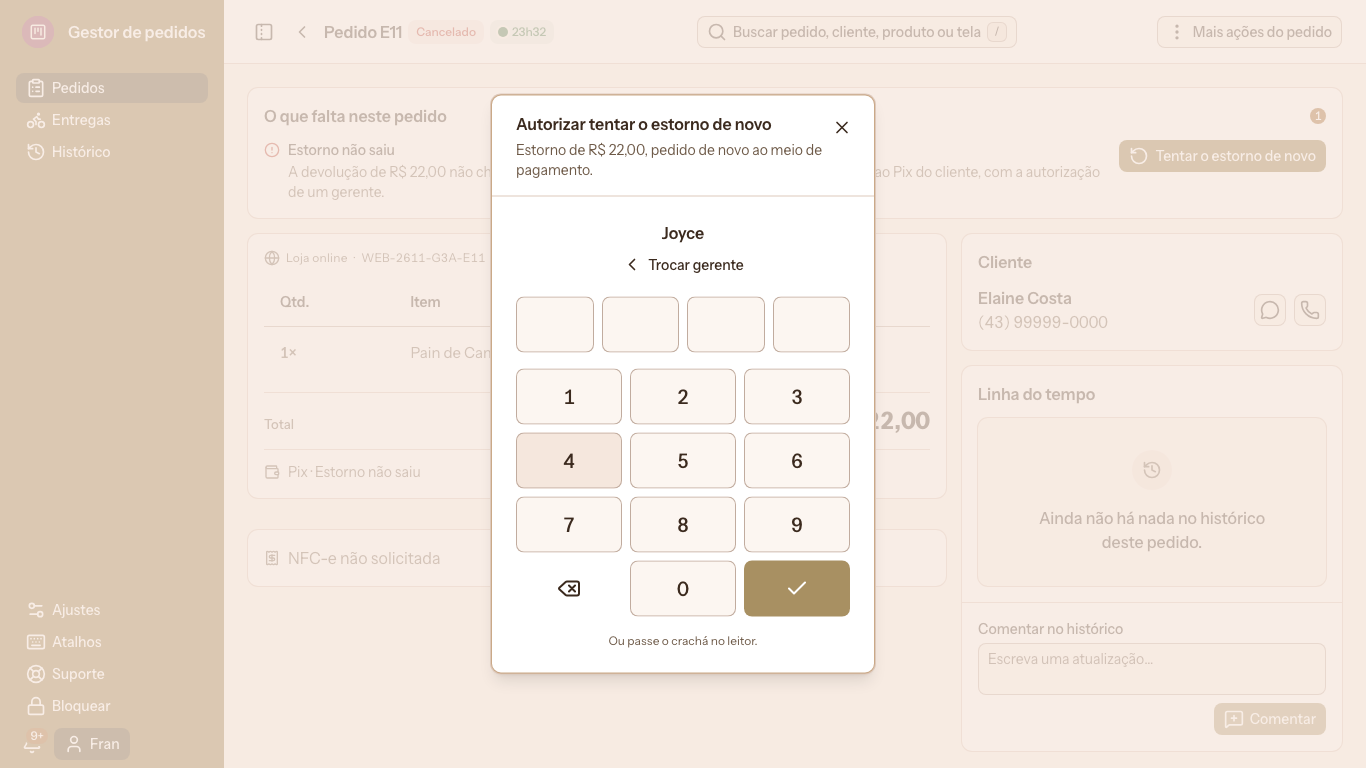 Gestor de pedidos
Pedidos
Entregas
Histórico
Ajustes
Atalhos
Suporte
Bloquear
9+
Fran
Pedido E11
Cancelado
23h32
Buscar pedido, cliente, produto ou tela
/
Mais ações do pedido
O que falta neste pedido
1
Estorno não saiu
A devolução de R$ 22,00 não
ao Pix do cliente, com a autorização
de um gerente.
Tentar o estorno de novo
Loja online · WEB-2611-G3A-E11
Qtd.
Item
1×
Pain de
Total
22,00
Pix · Estorno não saiu
NFC-e não solicitada
Cliente
Elaine Costa
(43) 99999-0000
Linha do tempo
Ainda não há nada no histórico
deste pedido.
Comentar no histórico
Escreva uma atualização...
Comentar
Autorizar tentar o estorno de novo
Estorno de R$ 22,00, pedido de novo ao meio de
pagamento.
Joyce
Trocar gerente
1
2
3
4
5
6
7
8
9
0
Ou passe o crachá no leitor.